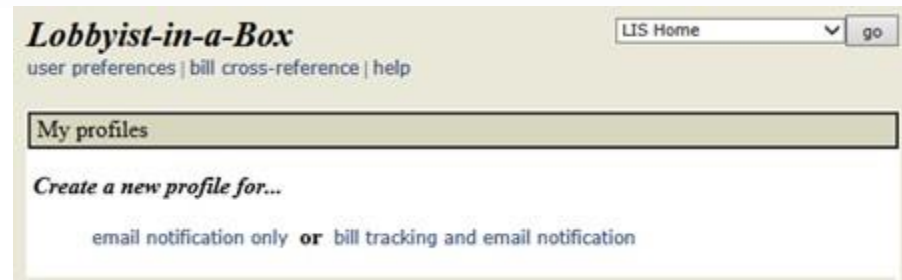 Lobbyist-in-a-Box
LIS Home go
user preferences | bill cross-reference | help
My profiles
Create a new profile for...
email notification only or bill tracking and email notification